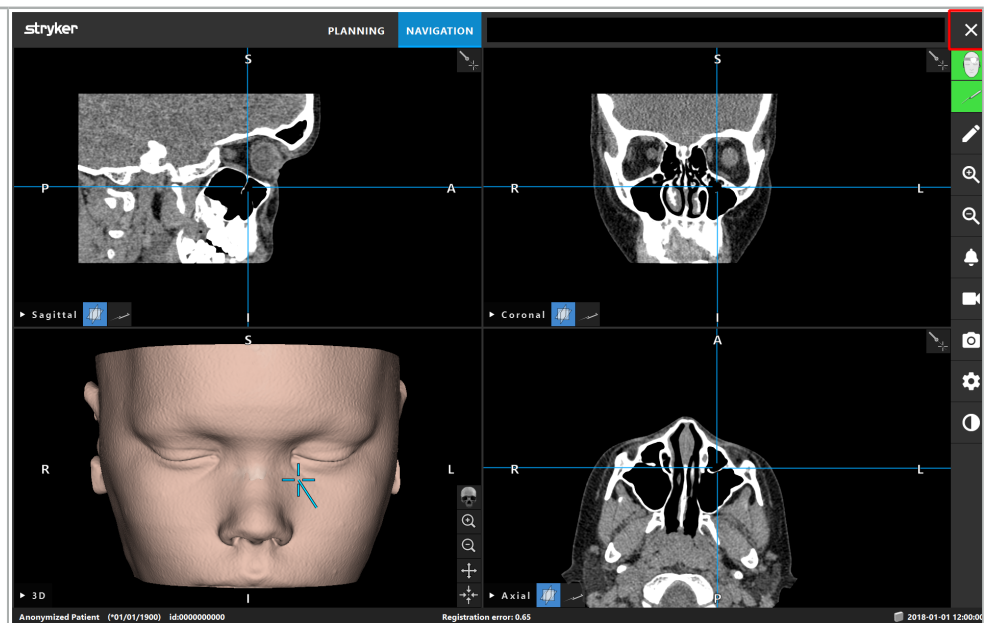 stryker PLANNING NAVIGATION
S S
P A R L
Sagittal I Coronal I
S A
R L R L
3D I Axial P
Anonymized Patient (*01/01/1900) id:0000000000 Registration error: 0.65 2018-01-01 12:00:00